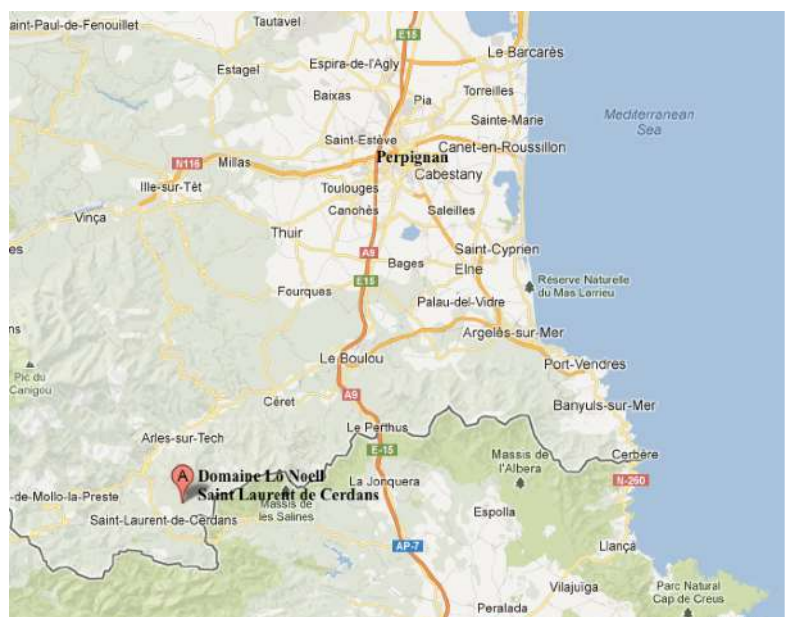 aint-Paul-de-Fenouillet
Tautavel
E15
Le Barcarès
Estagel
Espira-de-l'Agly
Baixas
Pia
Torreilles
Mediterranean
Sea
Sainte-Marie
Saint-Estève
Canet-en-Roussillon
Perpignan
N116
Millas
Cabestany
Ille-sur-Têt
Toulouges
Vinça
Canohès
Saleilles
Thuir
es
A9
Saint-Cyprien
Bages
Elne
E15
Réserve Naturelle
du Mas Larrieu
Fourques
Palau-del-Vidre
ns
Argelès-sur-Mer
Le Boulou
Port-Vendres
Pic du
Canigou
A9
Céret
Banyuls-sur-Mer
Le Perthus
Arles-sur-Tech
E-15
Massis de
l'Albera
Cerbère
A
Domaine Lo Noell
La Jonquera
N-260
-de-Mollo-la-Preste
Saint Laurent de Cerdans
Massis de
les Salines
Espolla
Saint-Laurent-de-Cerdans
AP-7
Llançà
Vilajuïga
Parc Natural
Cap de Creus
Peralada